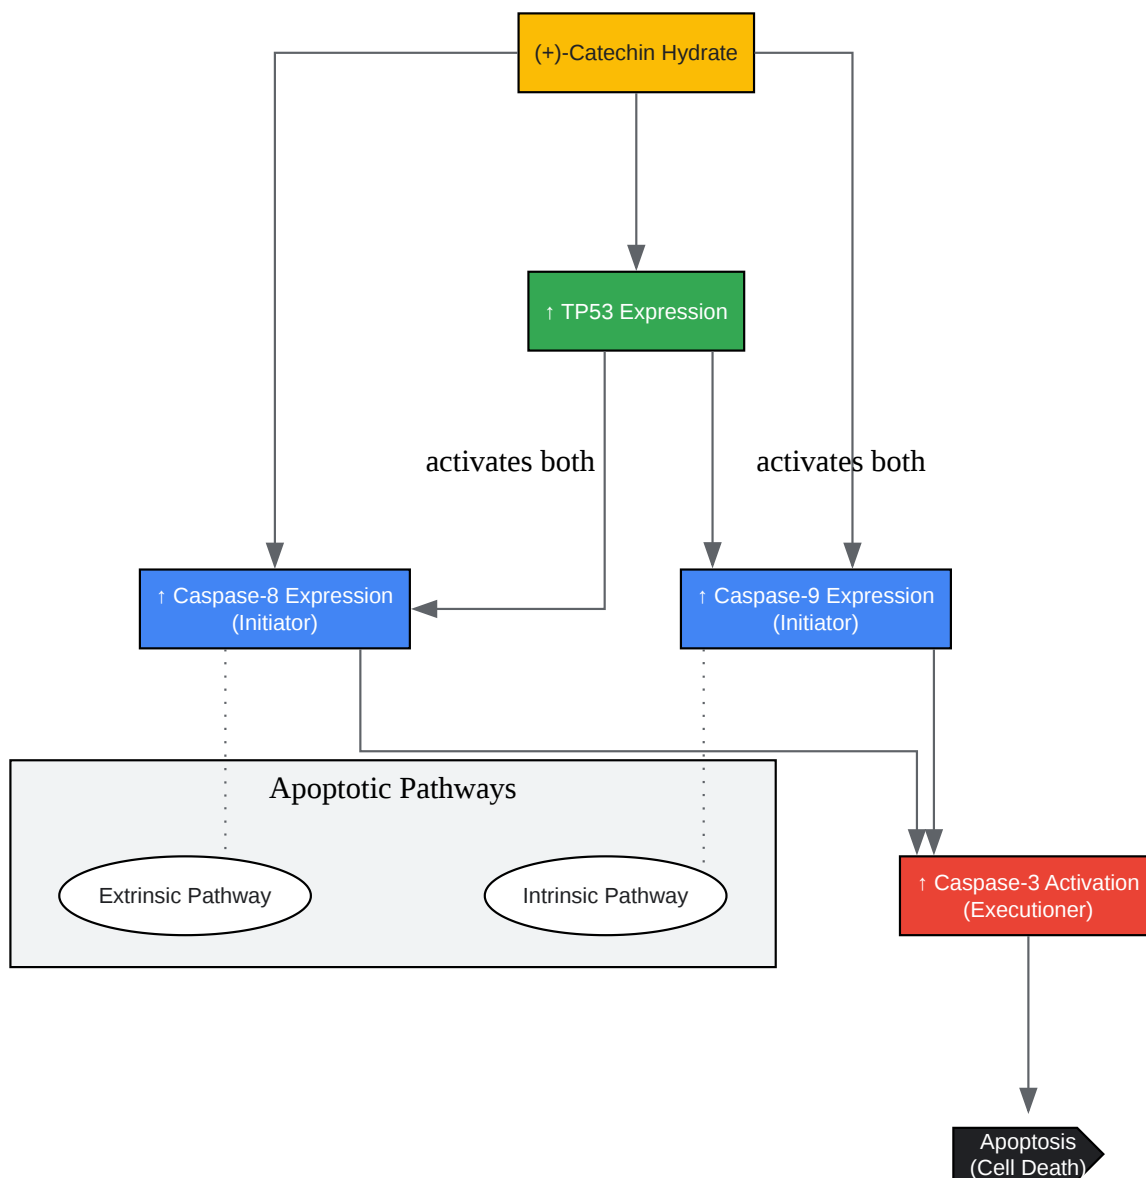 (+)-Catechin Hydrate
↑ TP53 Expression
activates both
activates both
↑ Caspase-8 Expression
(Initiator)
↑ Caspase-9 Expression
(Initiator)
Apoptotic Pathways
Extrinsic Pathway
Intrinsic Pathway
↑ Caspase-3 Activation
(Executioner)
Apoptosis
(Cell Death)